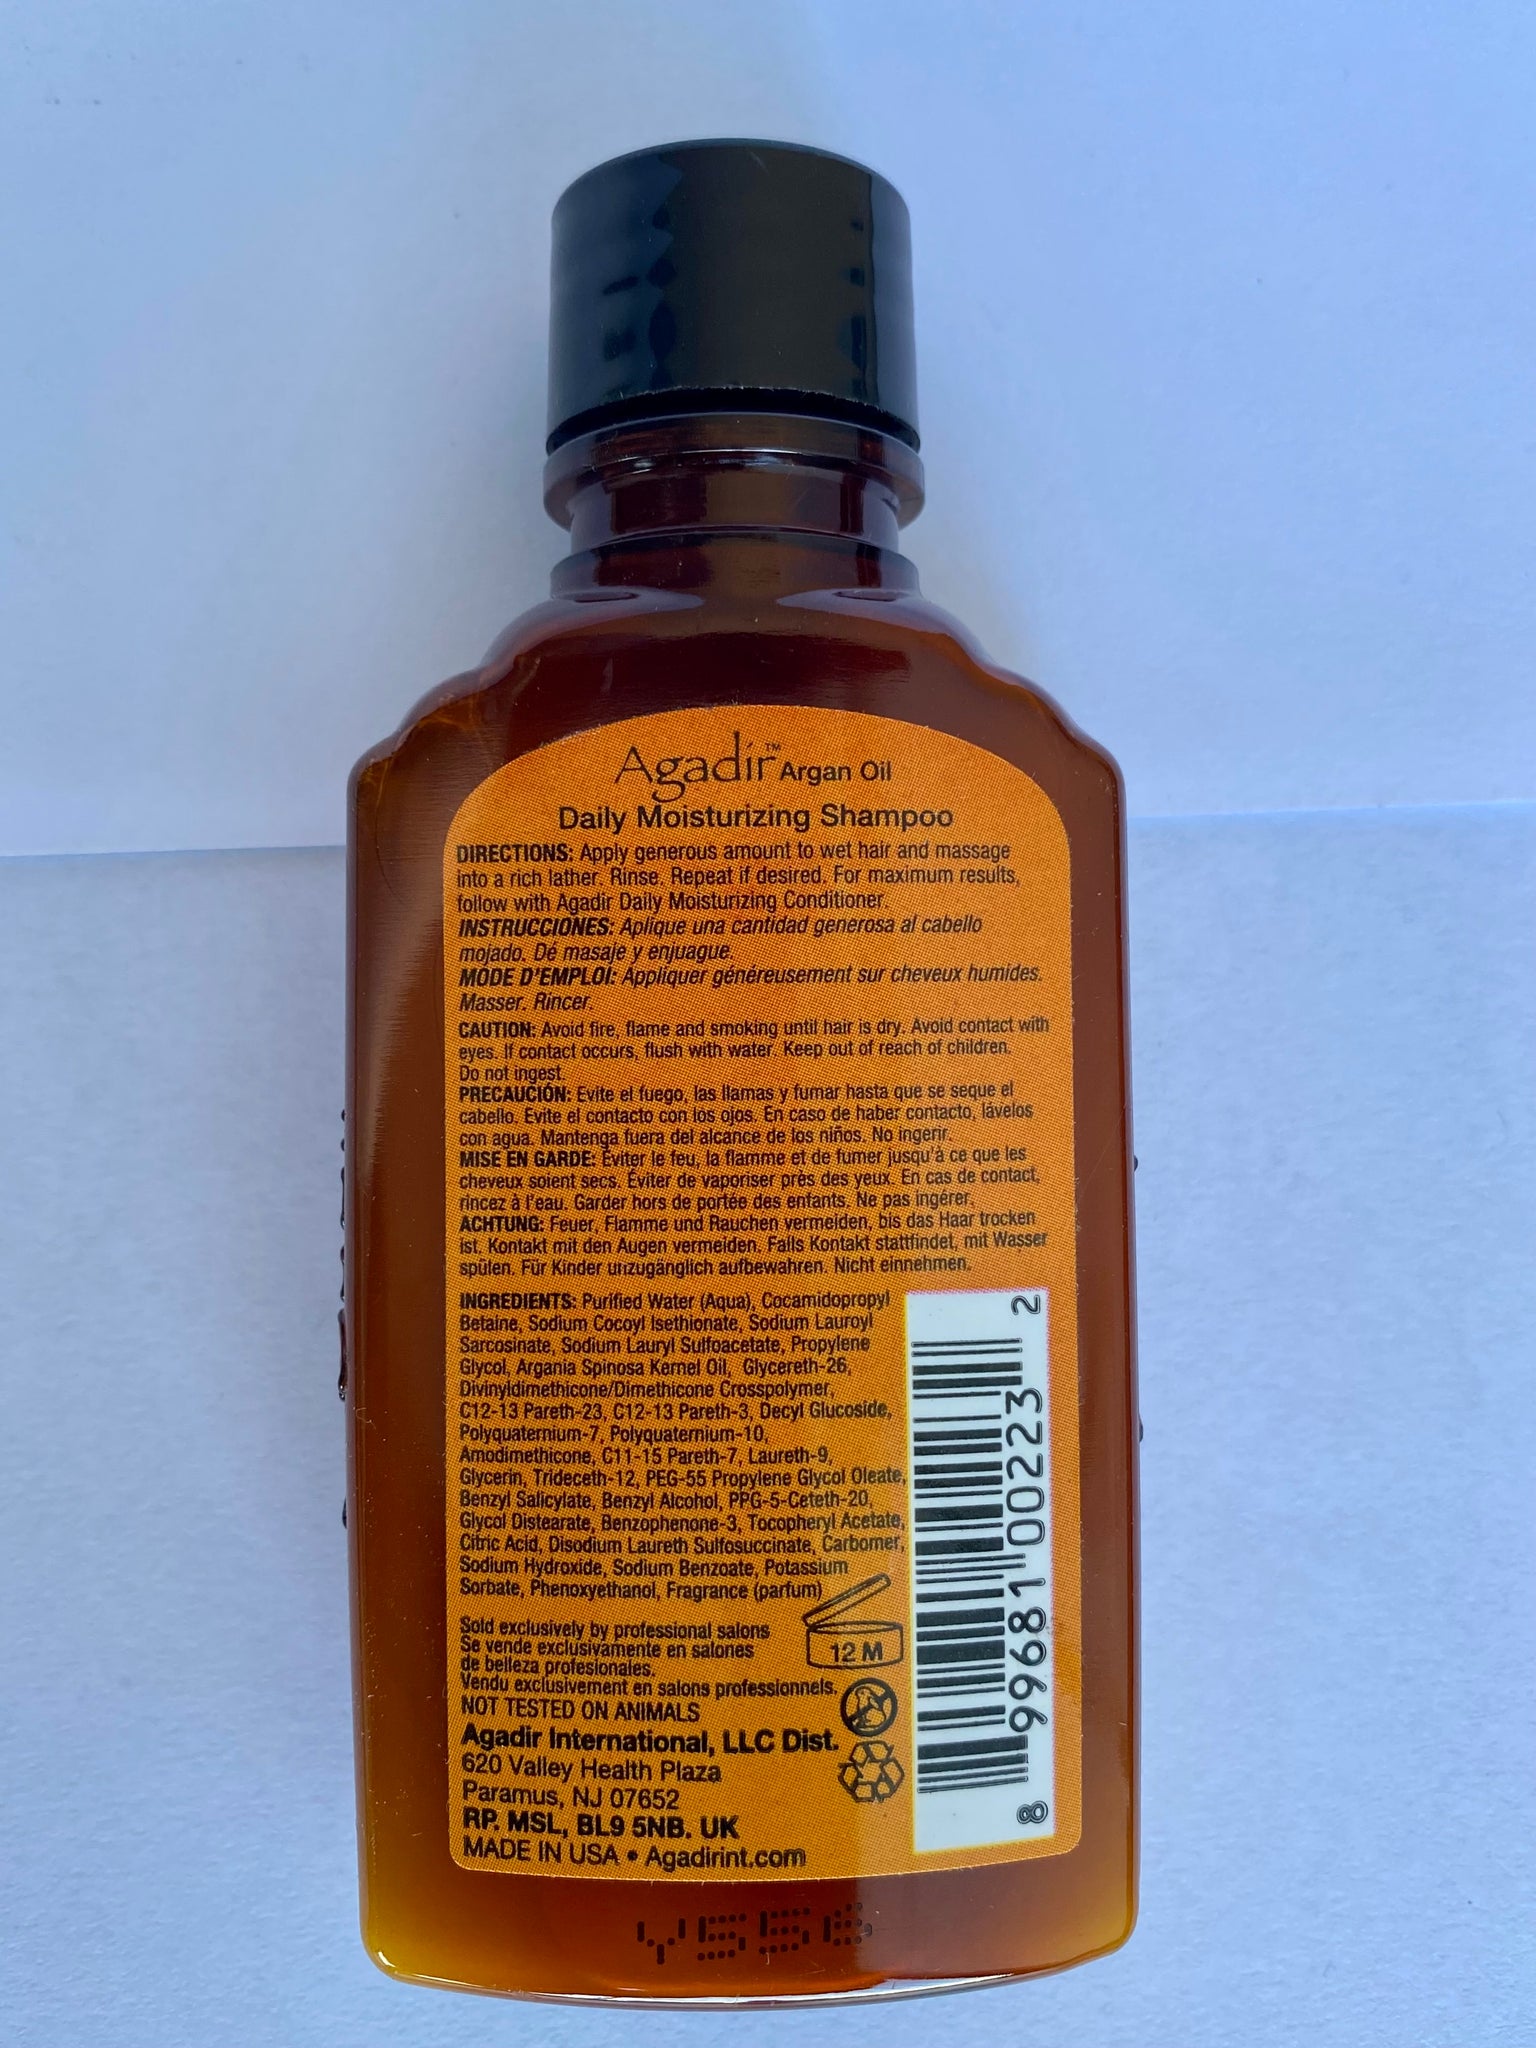 Agadir™ Argan Oil
Daily Moisturizing Shampoo
DIRECTIONS: Apply generous amount to wet hair and massage
into a rich lather. Rinse. Repeat if desired. For maximum results,
follow with Agadir Daily Moisturizing Conditioner.
INSTRUCCIONES: Aplique una cantidad generosa al cabello
mojado. Dé masaje y enjuague.
MODE D'EMPLOI: Appliquer généreusement sur cheveux humides.
Masser. Rincer.
CAUTION: Avoid fire, flame and smoking until hair is dry. Avoid contact with
eyes. If contact occurs, flush with water. Keep out of reach of children.
Do not ingest.
PRECAUCIÓN: Evite el fuego, las llamas y fumar hasta que se seque el
cabello. Evite el contacto con los ojos. En caso de haber contacto, lávelos
con agua. Mantenga fuera del alcance de los niños. No ingerir.
MISE EN GARDE: Éviter le feu, la flamme et de fumer jusqu'à ce que les
cheveux soient secs. Éviter de vaporiser près des yeux. En cas de contact,
rincez à l'eau. Garder hors de portée des enfants. Ne pas ingérer.
ACHTUNG: Feuer, Flamme und Rauchen vermeiden, bis das Haar trocken
ist. Kontakt mit den Augen vermeiden. Falls Kontakt stattfindet, mit Wasser
spülen. Für Kinder unzugänglich aufbewahren. Nicht einnehmen.
INGREDIENTS: Purified Water (Aqua), Cocamidopropyl
Betaine, Sodium Cocoyl Isethionate, Sodium Lauroyl
Sarcosinate, Sodium Lauryl Sulfoacetate, Propylene
Glycol, Argania Spinosa Kernel Oil, Glycereth-26,
Divinyldimethicone/Dimethicone Crosspolymer,
C12-13 Pareth-23, C12-13 Pareth-3, Decyl Glucoside,
Polyquaternium-7, Polyquaternium-10,
Amodimethicone, C11-15 Pareth-7, Laureth-9,
Glycerin, Trideceth-12, PEG-55 Propylene Glycol Oleate,
Benzyl Salicylate, Benzyl Alcohol, PPG-5-Ceteth-20,
Glycol Distearate, Benzophenone-3, Tocopheryl Acetate,
Citric Acid, Disodium Laureth Sulfosuccinate, Carbomer,
Sodium Hydroxide, Sodium Benzoate, Potassium
Sorbate, Phenoxyethanol, Fragrance (parfum)
Sold exclusively by professional salons
Se vende exclusivamente en salones
de belleza profesionales.
Vendu exclusivement en salons professionnels.
NOT TESTED ON ANIMALS
12 M
Agadir International, LLC Dist.
620 Valley Health Plaza
Paramus, NJ 07652
RP. MSL, BL9 5NB. UK
MADE IN USA • Agadirint.com
8 99681 00223 2